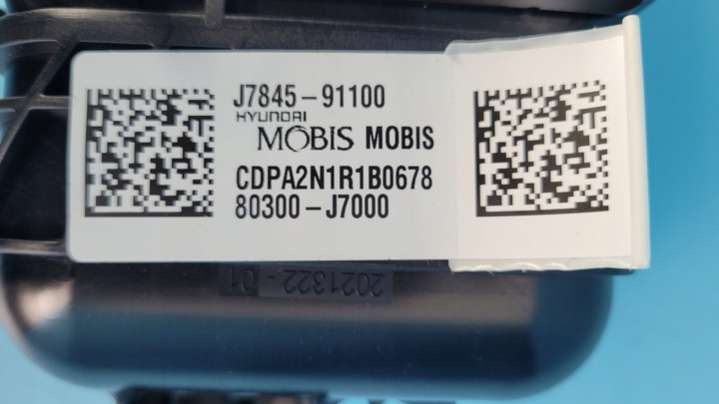 J7845-91100
HYUNDAI
MOBIS MOBIS
CDPA2N1R1B0678
80300-J7000
2021322-01